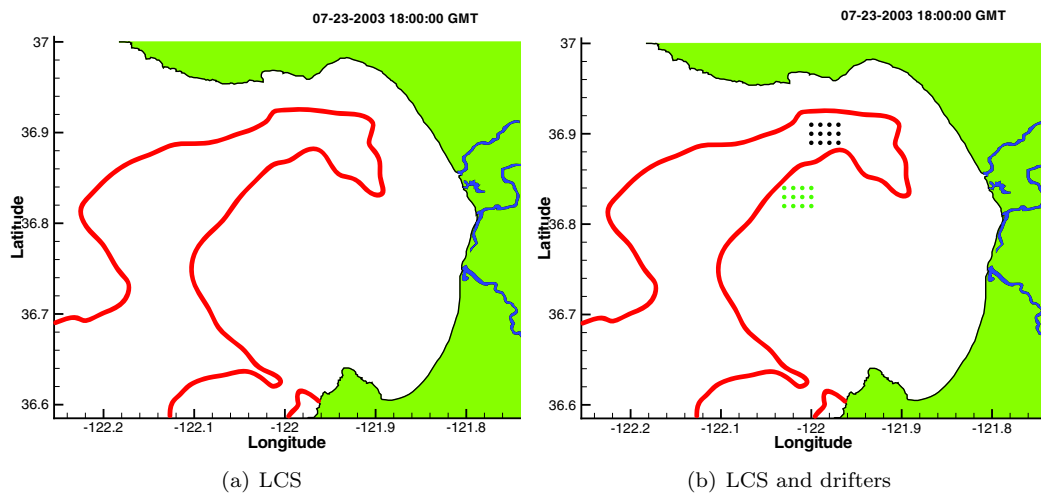 07-23-2003 18:00:00 GMT
37
36.9
36.8
36.7
36.6
Latitude
-122.2
-122.1
-122
-121.9
-121.8
Longitude
(a) LCS
07-23-2003 18:00:00 GMT
37
36.9
36.8
36.7
36.6
Latitude
-122.2
-122.1
-122
-121.9
-121.8
Longitude
(b) LCS and drifters